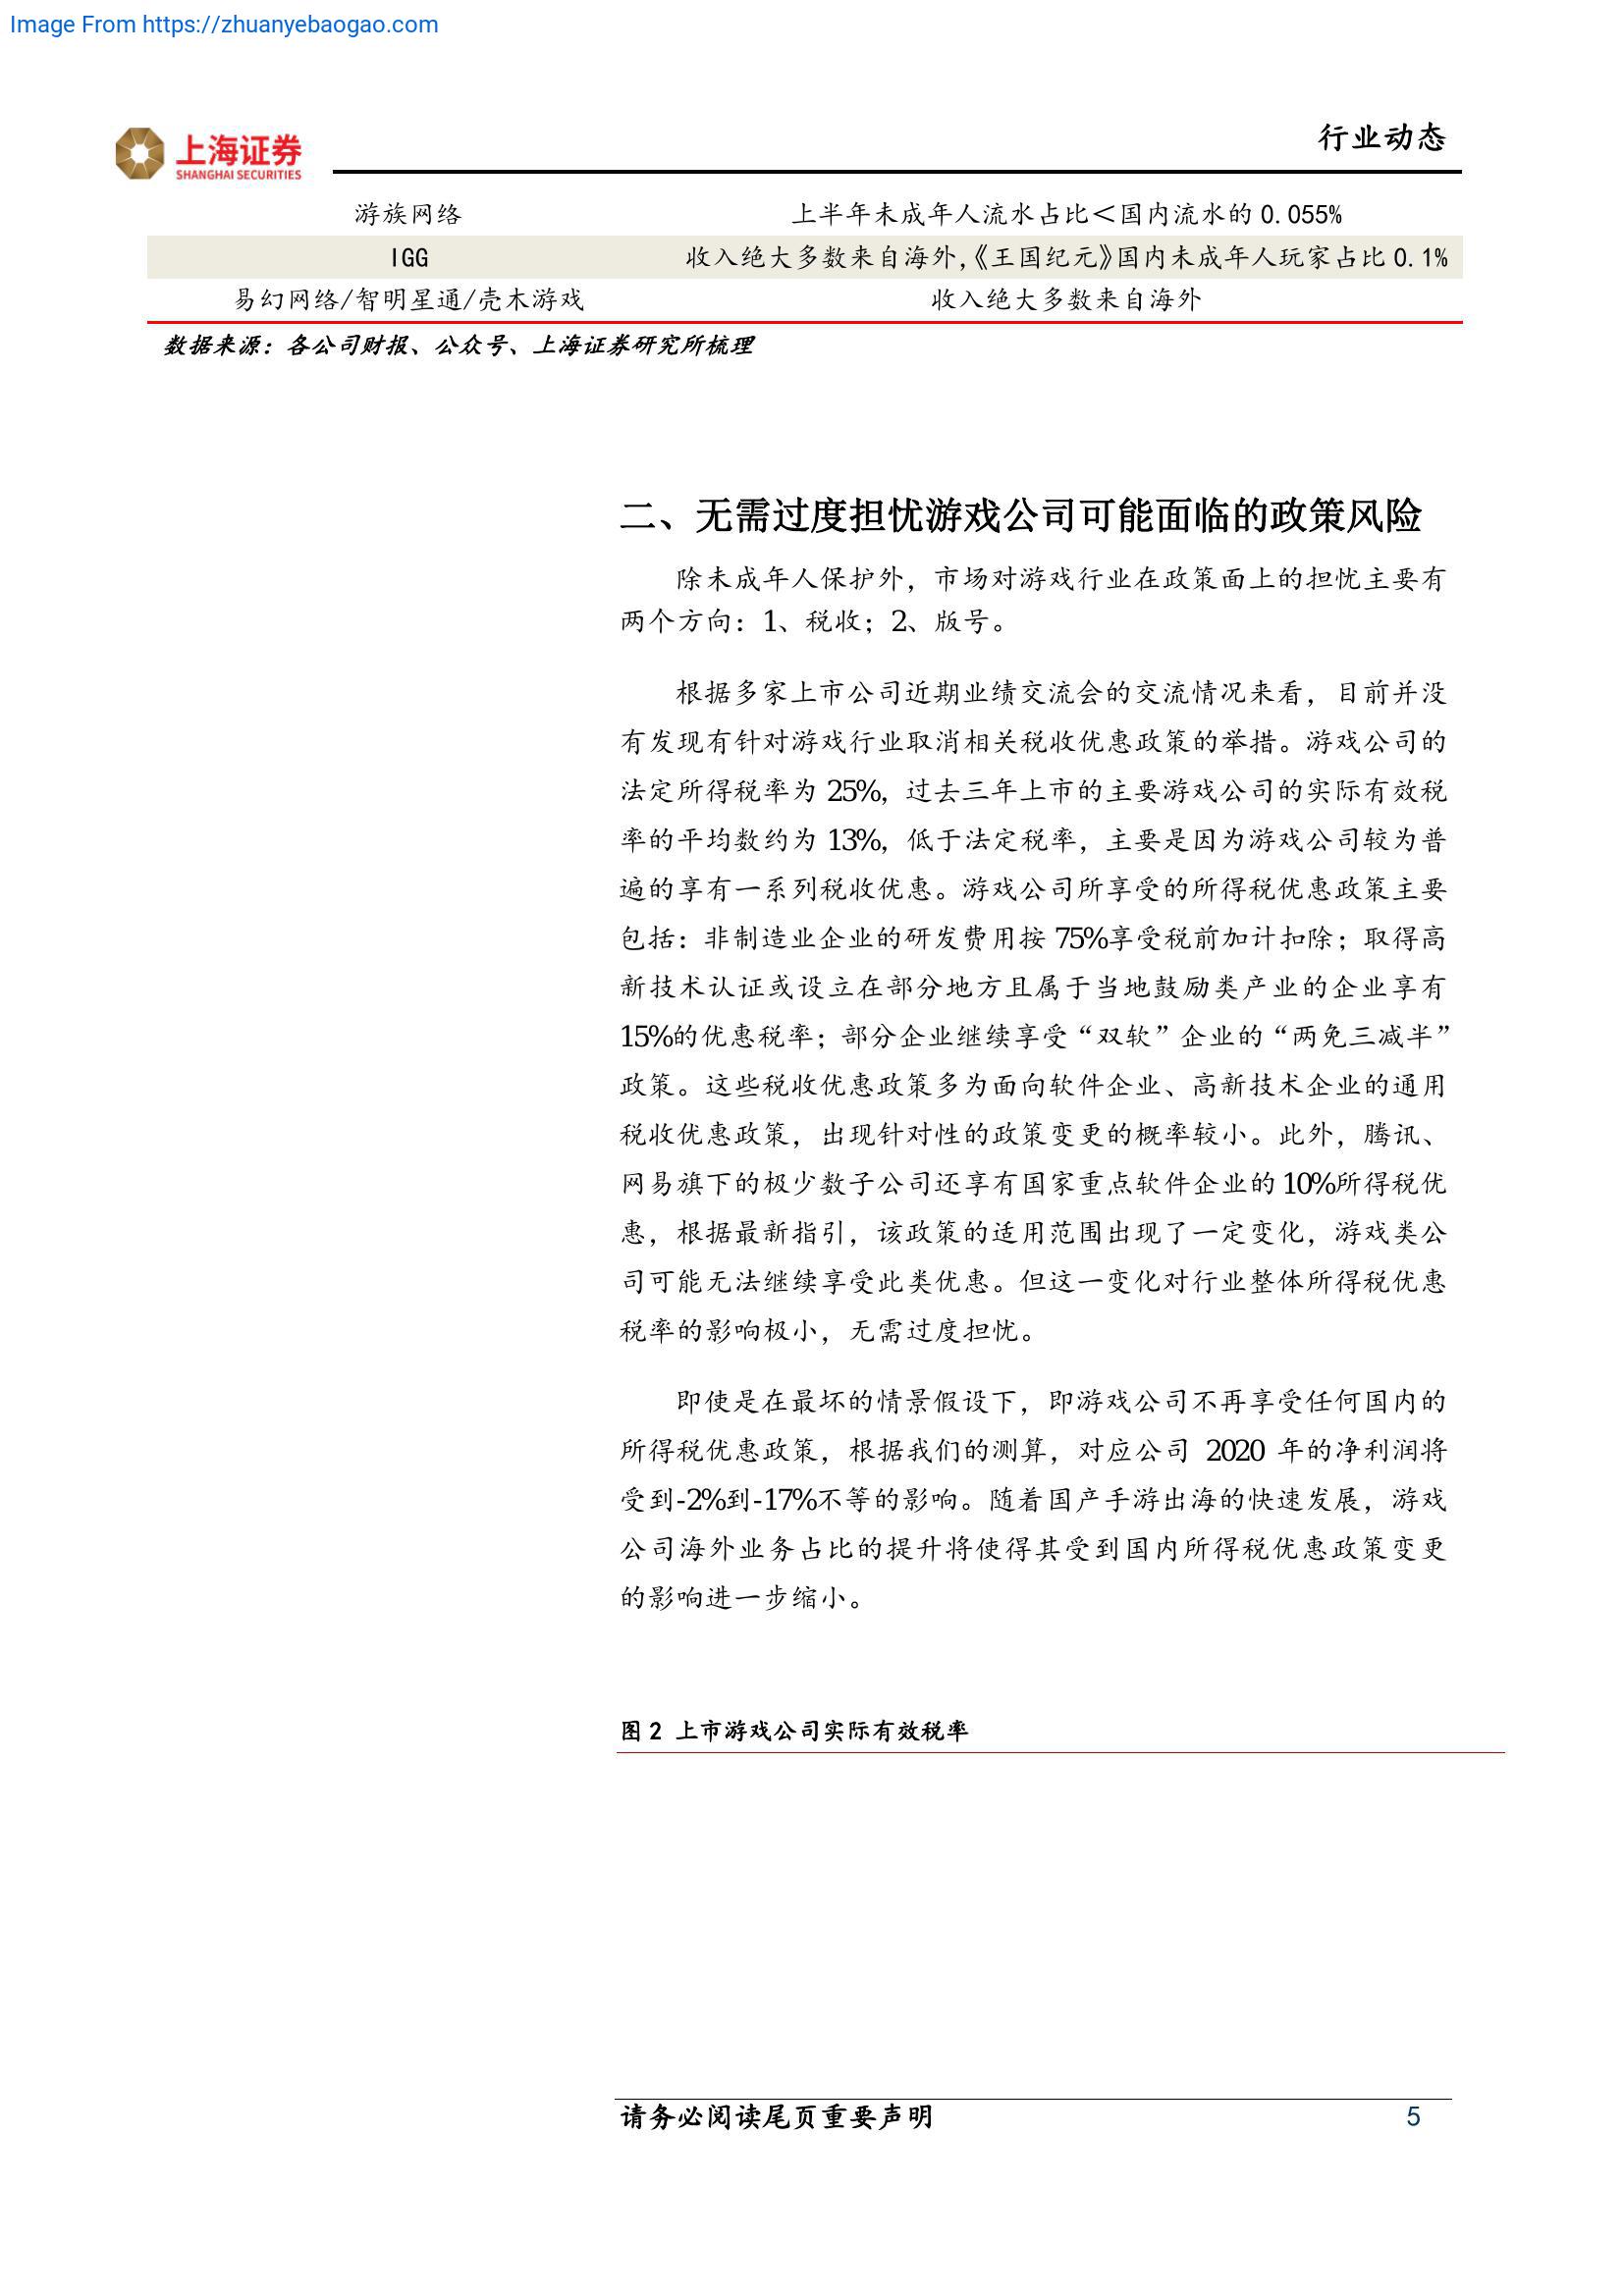 Image From https://zhuanyebaogao.com
上海证券
SHANGHAI SECURITIES
行业动态
游族网络 上半年未成年人流水占比＜国内流水的 0.055%
IGG 收入绝大多数来自海外，《王国纪元》国内未成年人玩家占比 0.1%
易幻网络/智明星通/壳木游戏 收入绝大多数来自海外
数据来源：各公司财报、公众号、上海证券研究所梳理
二、无需过度担忧游戏公司可能面临的政策风险
除未成年人保护外，市场对游戏行业在政策面上的担忧主要有
两个方向：1、税收；2、版号。
根据多家上市公司近期业绩交流会的交流情况来看，目前并没
有发现有针对游戏行业取消相关税收优惠政策的举措。游戏公司的
法定所得税率为 25%，过去三年上市的主要游戏公司的实际有效税
率的平均数约为 13%，低于法定税率，主要是因为游戏公司较为普
遍的享有一系列税收优惠。游戏公司所享受的所得税优惠政策主要
包括：非制造业企业的研发费用按 75%享受税前加计扣除；取得高
新技术认证或设立在部分地方且属于当地鼓励类产业的企业享有
15%的优惠税率；部分企业继续享受“双软”企业的“两免三减半”
政策。这些税收优惠政策多为面向软件企业、高新技术企业的通用
税收优惠政策，出现针对性的政策变更的概率较小。此外，腾讯、
网易旗下的极少数子公司还享有国家重点软件企业的 10%所得税优
惠，根据最新指引，该政策的适用范围出现了一定变化，游戏类公
司可能无法继续享受此类优惠。但这一变化对行业整体所得税优惠
税率的影响极小，无需过度担忧。
即使是在最坏的情景假设下，即游戏公司不再享受任何国内的
所得税优惠政策，根据我们的测算，对应公司 2020 年的净利润将
受到-2%到-17%不等的影响。随着国产手游出海的快速发展，游戏
公司海外业务占比的提升将使得其受到国内所得税优惠政策变更
的影响进一步缩小。
图 2 上市游戏公司实际有效税率
请务必阅读尾页重要声明 5